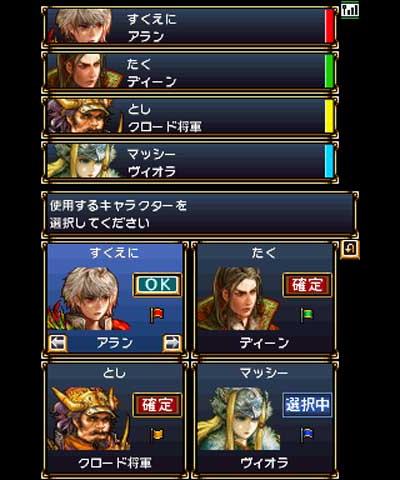 すくえに
アラン
たく
ディーン
とし
クロード将軍
マッシー
ヴィオラ
使用するキャラクターを
選択してください
すくえに
OK
アラン
たく
確定
ディーン
とし
確定
クロード将軍
マッシー
選択中
ヴィオラ